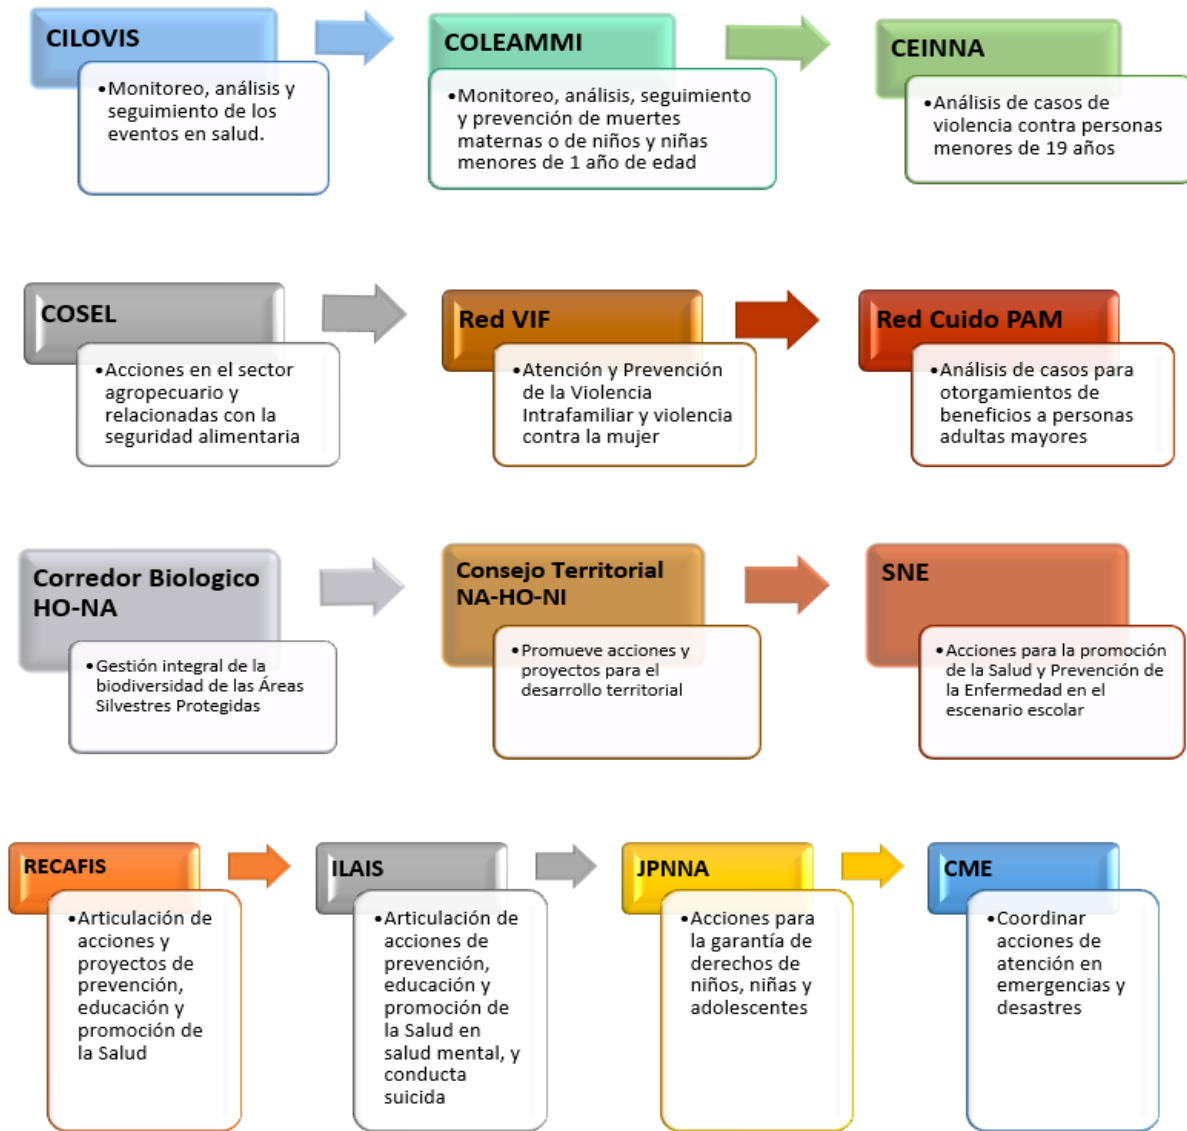 CILOVIS
•Monitoreo, análisis y
seguimiento de los
eventos en salud.
COLEAMMI
•Monitoreo, análisis, seguimiento
y prevención de muertes
maternas o de niños y niñas
menores de 1 año de edad
CEINNA
•Análisis de casos de
violencia contra personas
menores de 19 años
COSEL
•Acciones en el sector
agropecuario y
relacionadas con la
seguridad alimentaria
Red VIF
•Atención y Prevención
de la Violencia
Intrafamiliar y violencia
contra la mujer
Red Cuido PAM
•Análisis de casos para
otorgamientos de
beneficios a personas
adultas mayores
Corredor Biologico
HO-NA
•Gestión integral de la
biodiversidad de las Áreas
Silvestres Protegidas
Consejo Territorial
NA-HO-NI
•Promueve acciones y
proyectos para el
desarrollo territorial
SNE
•Acciones para la promoción
de la Salud y Prevención de
la Enfermedad en el
escenario escolar
RECAFIS
•Articulación de
acciones y
proyectos de
prevención,
educación y
promoción de
la Salud
ILAIS
•Articulación de
acciones de
prevención,
educación y
promoción de
la Salud en
salud mental, y
conducta
suicida
JPNNA
•Acciones para
la garantía de
derechos de
niños, niñas y
adolescentes
CME
•Coordinar
acciones de
atención en
emergencias y
desastres